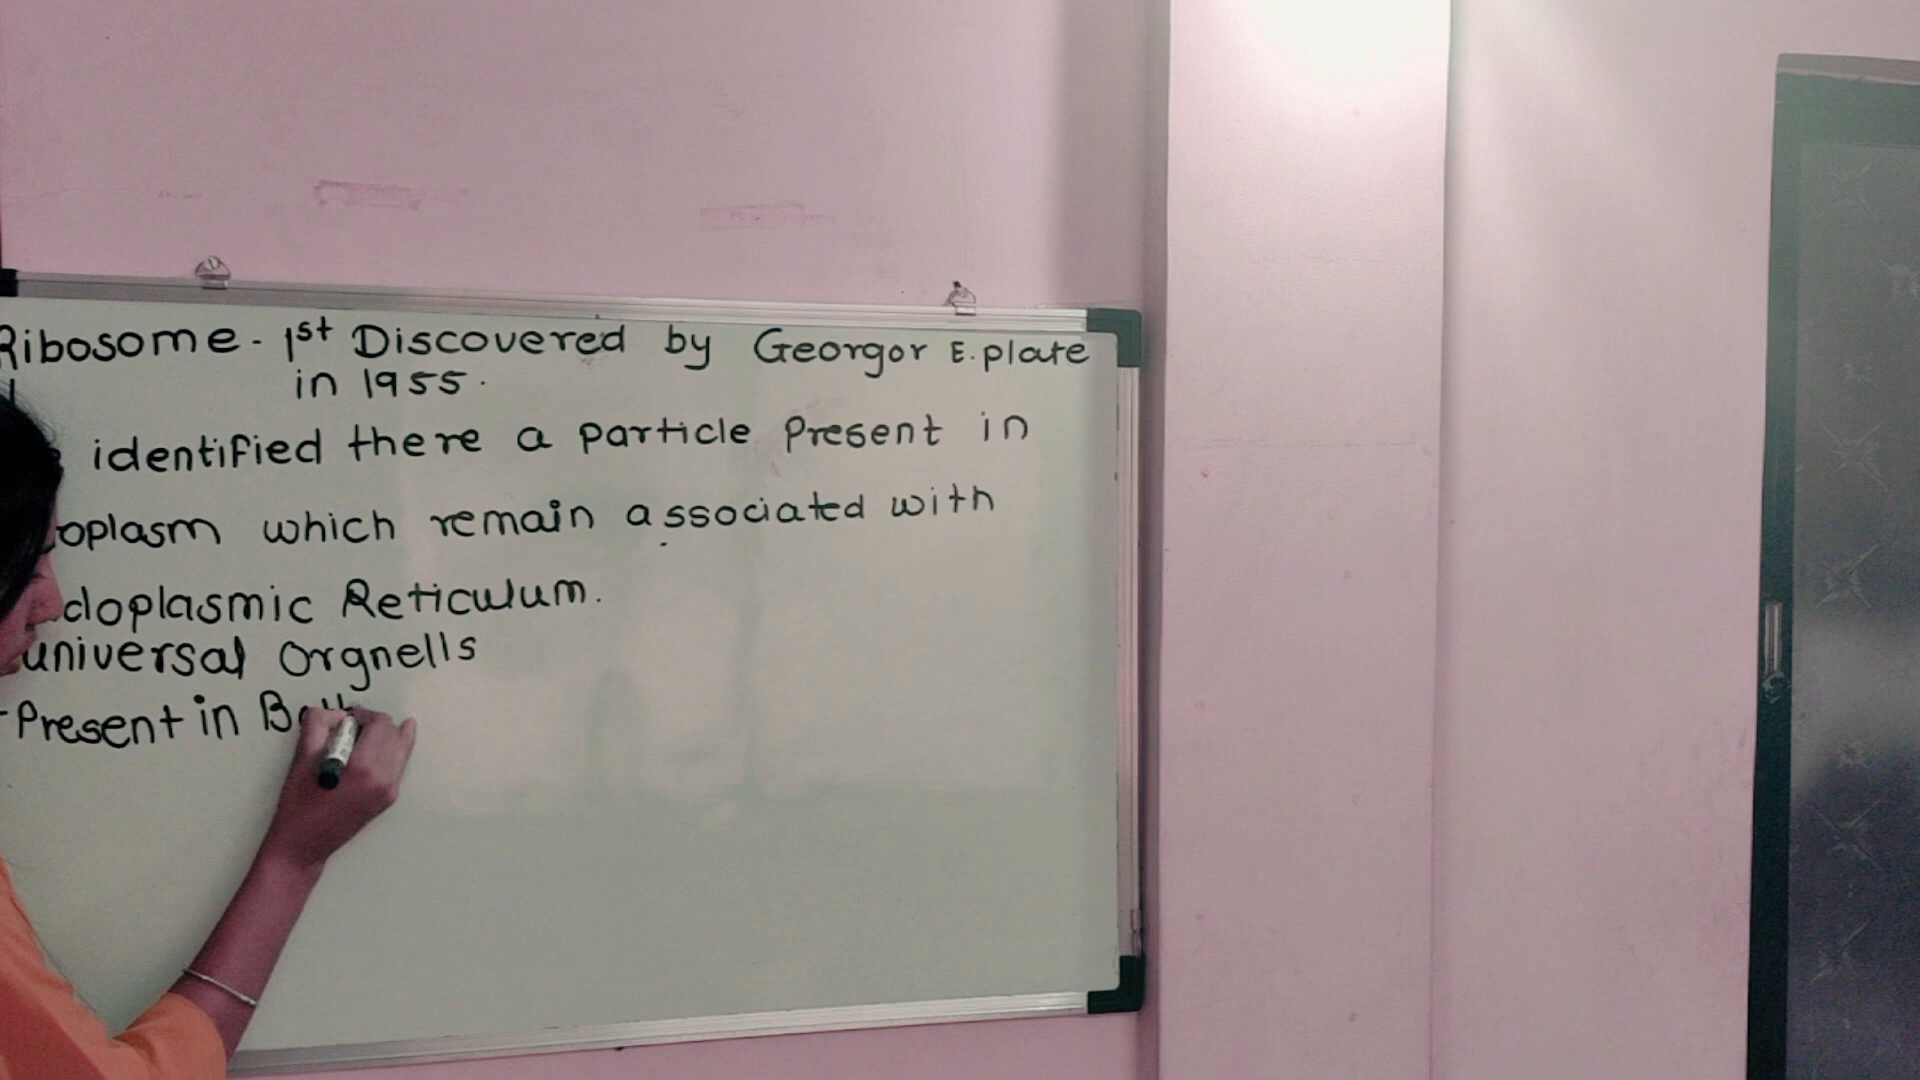 Ribosome - 1st Discovered by Georgor E. plate
in 1955.
identified there a particle Present in
oplasm which remain associated with
doplasmic Reticulum.
universal Orgnells
- Present in